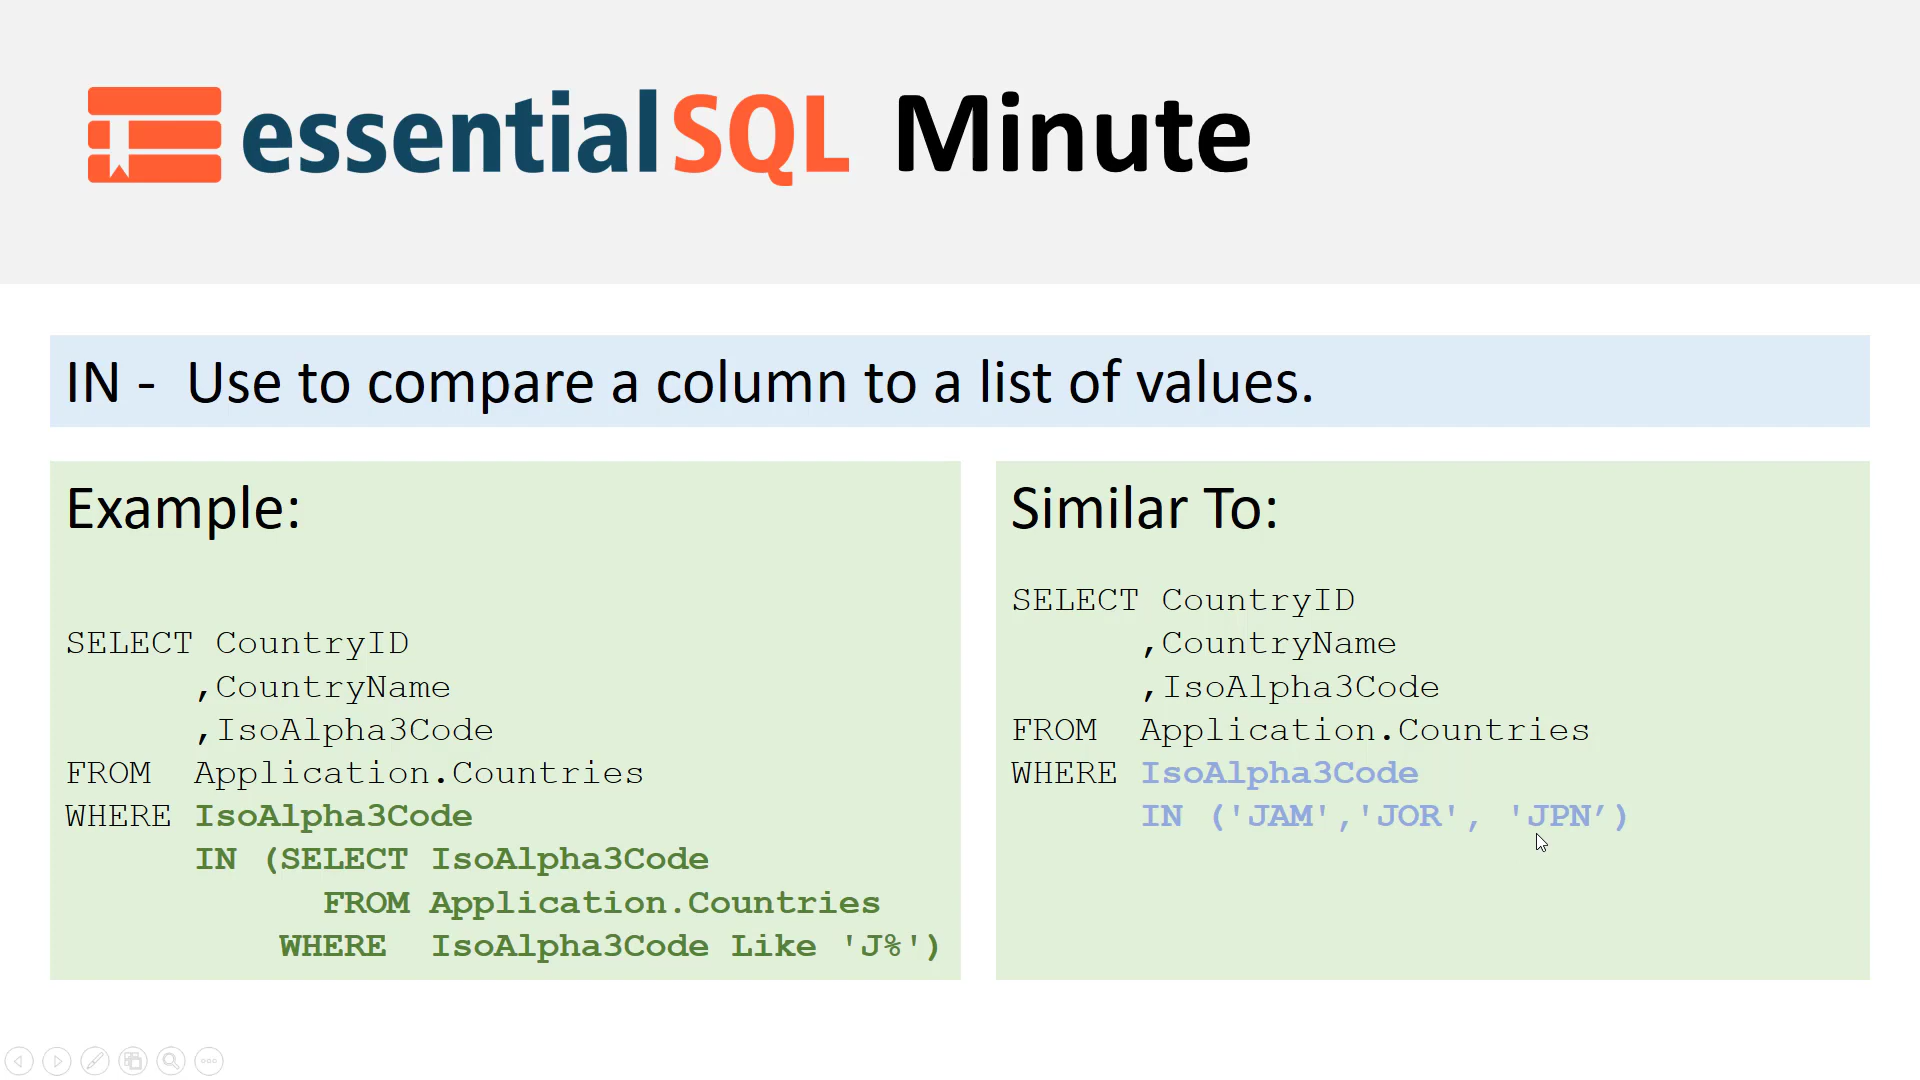 essentialSQL Minute
IN -  Use to compare a column to a list of values.
Example:
SELECT CountryID
      ,CountryName
      ,IsoAlpha3Code
FROM  Application.Countries
WHERE IsoAlpha3Code
      IN (SELECT IsoAlpha3Code
            FROM Application.Countries
          WHERE  IsoAlpha3Code Like 'J%')
Similar To:
SELECT CountryID
      ,CountryName
      ,IsoAlpha3Code
FROM  Application.Countries
WHERE IsoAlpha3Code
      IN ('JAM','JOR', 'JPN’)